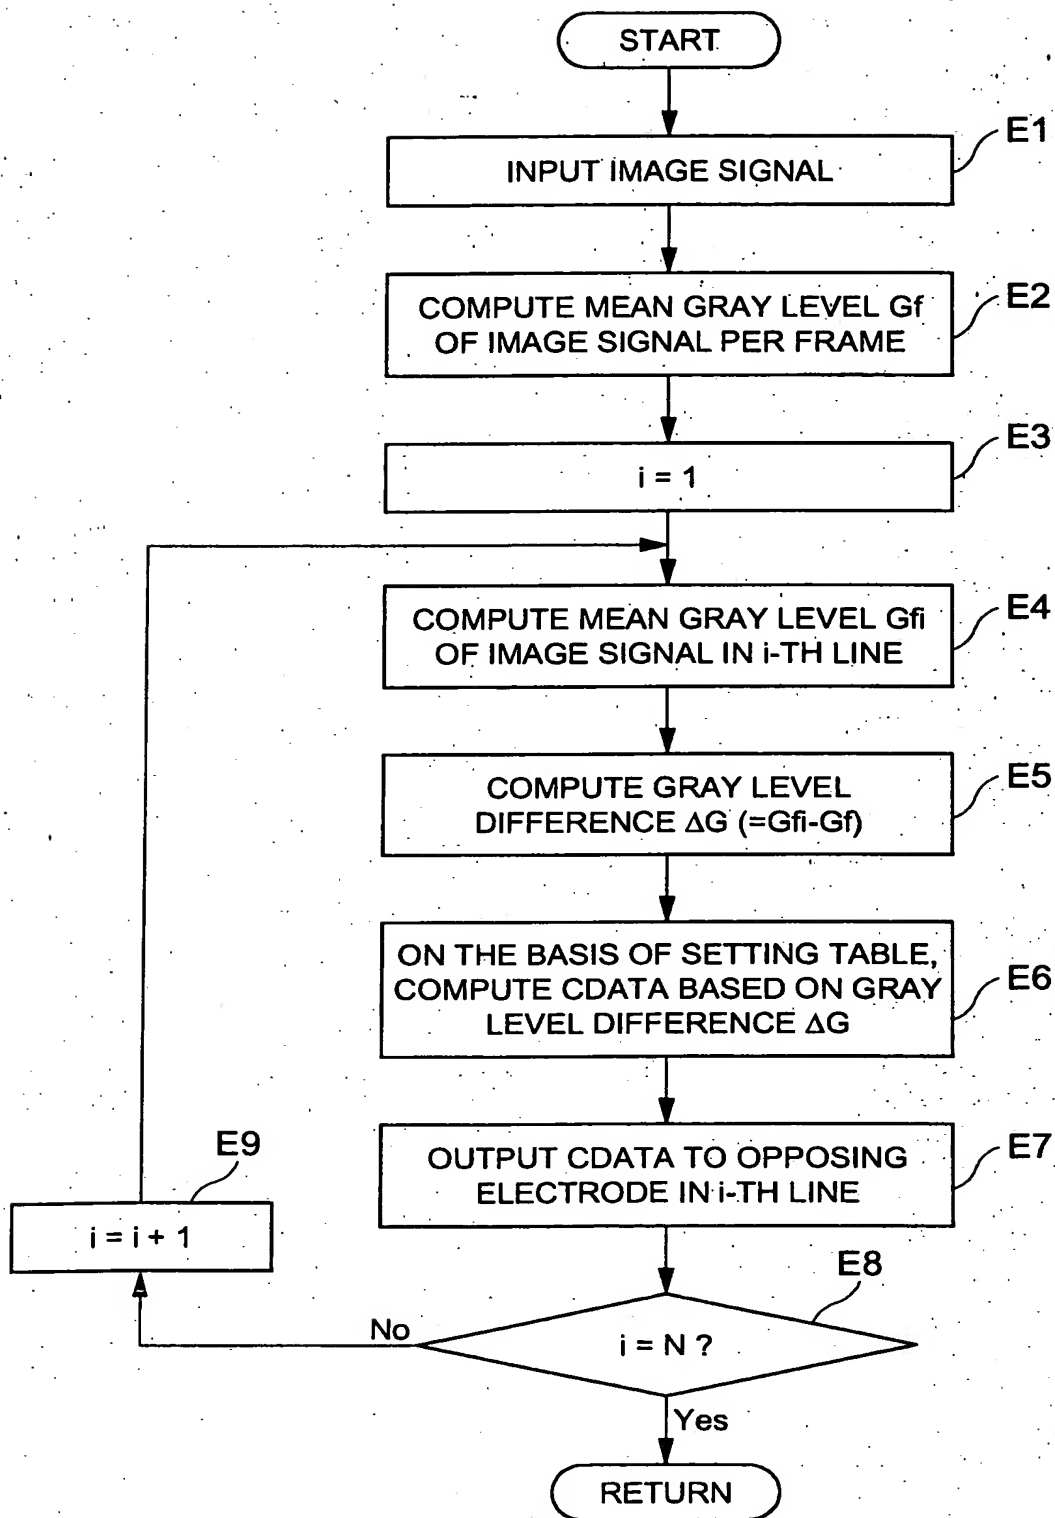 START
E1
INPUT IMAGE SIGNAL
E2
COMPUTE MEAN GRAY LEVEL Gf
OF IMAGE SIGNAL PER FRAME
E3
i = 1
E4
COMPUTE MEAN GRAY LEVEL Gfi
OF IMAGE SIGNAL IN i-TH LINE
E5
COMPUTE GRAY LEVEL
DIFFERENCE ΔG (=Gfi-Gf)
E6
ON THE BASIS OF SETTING TABLE,
COMPUTE CDATA BASED ON GRAY
LEVEL DIFFERENCE ΔG
E7
OUTPUT CDATA TO OPPOSING
ELECTRODE IN i-TH LINE
E9
i = i + 1
E8
i = N ?
No
Yes
RETURN